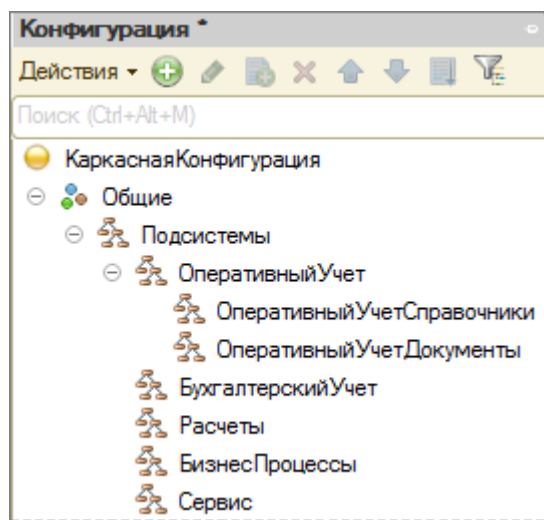 Конфигурация *
Действия
Поиск (Ctrl+Alt+M)
КаркаснаяКонфигурация
Общие
Подсистемы
ОперативныйУчет
ОперативныйУчетСправочники
ОперативныйУчетДокументы
БухгалтерскийУчет
Расчеты
БизнесПроцессы
Сервис